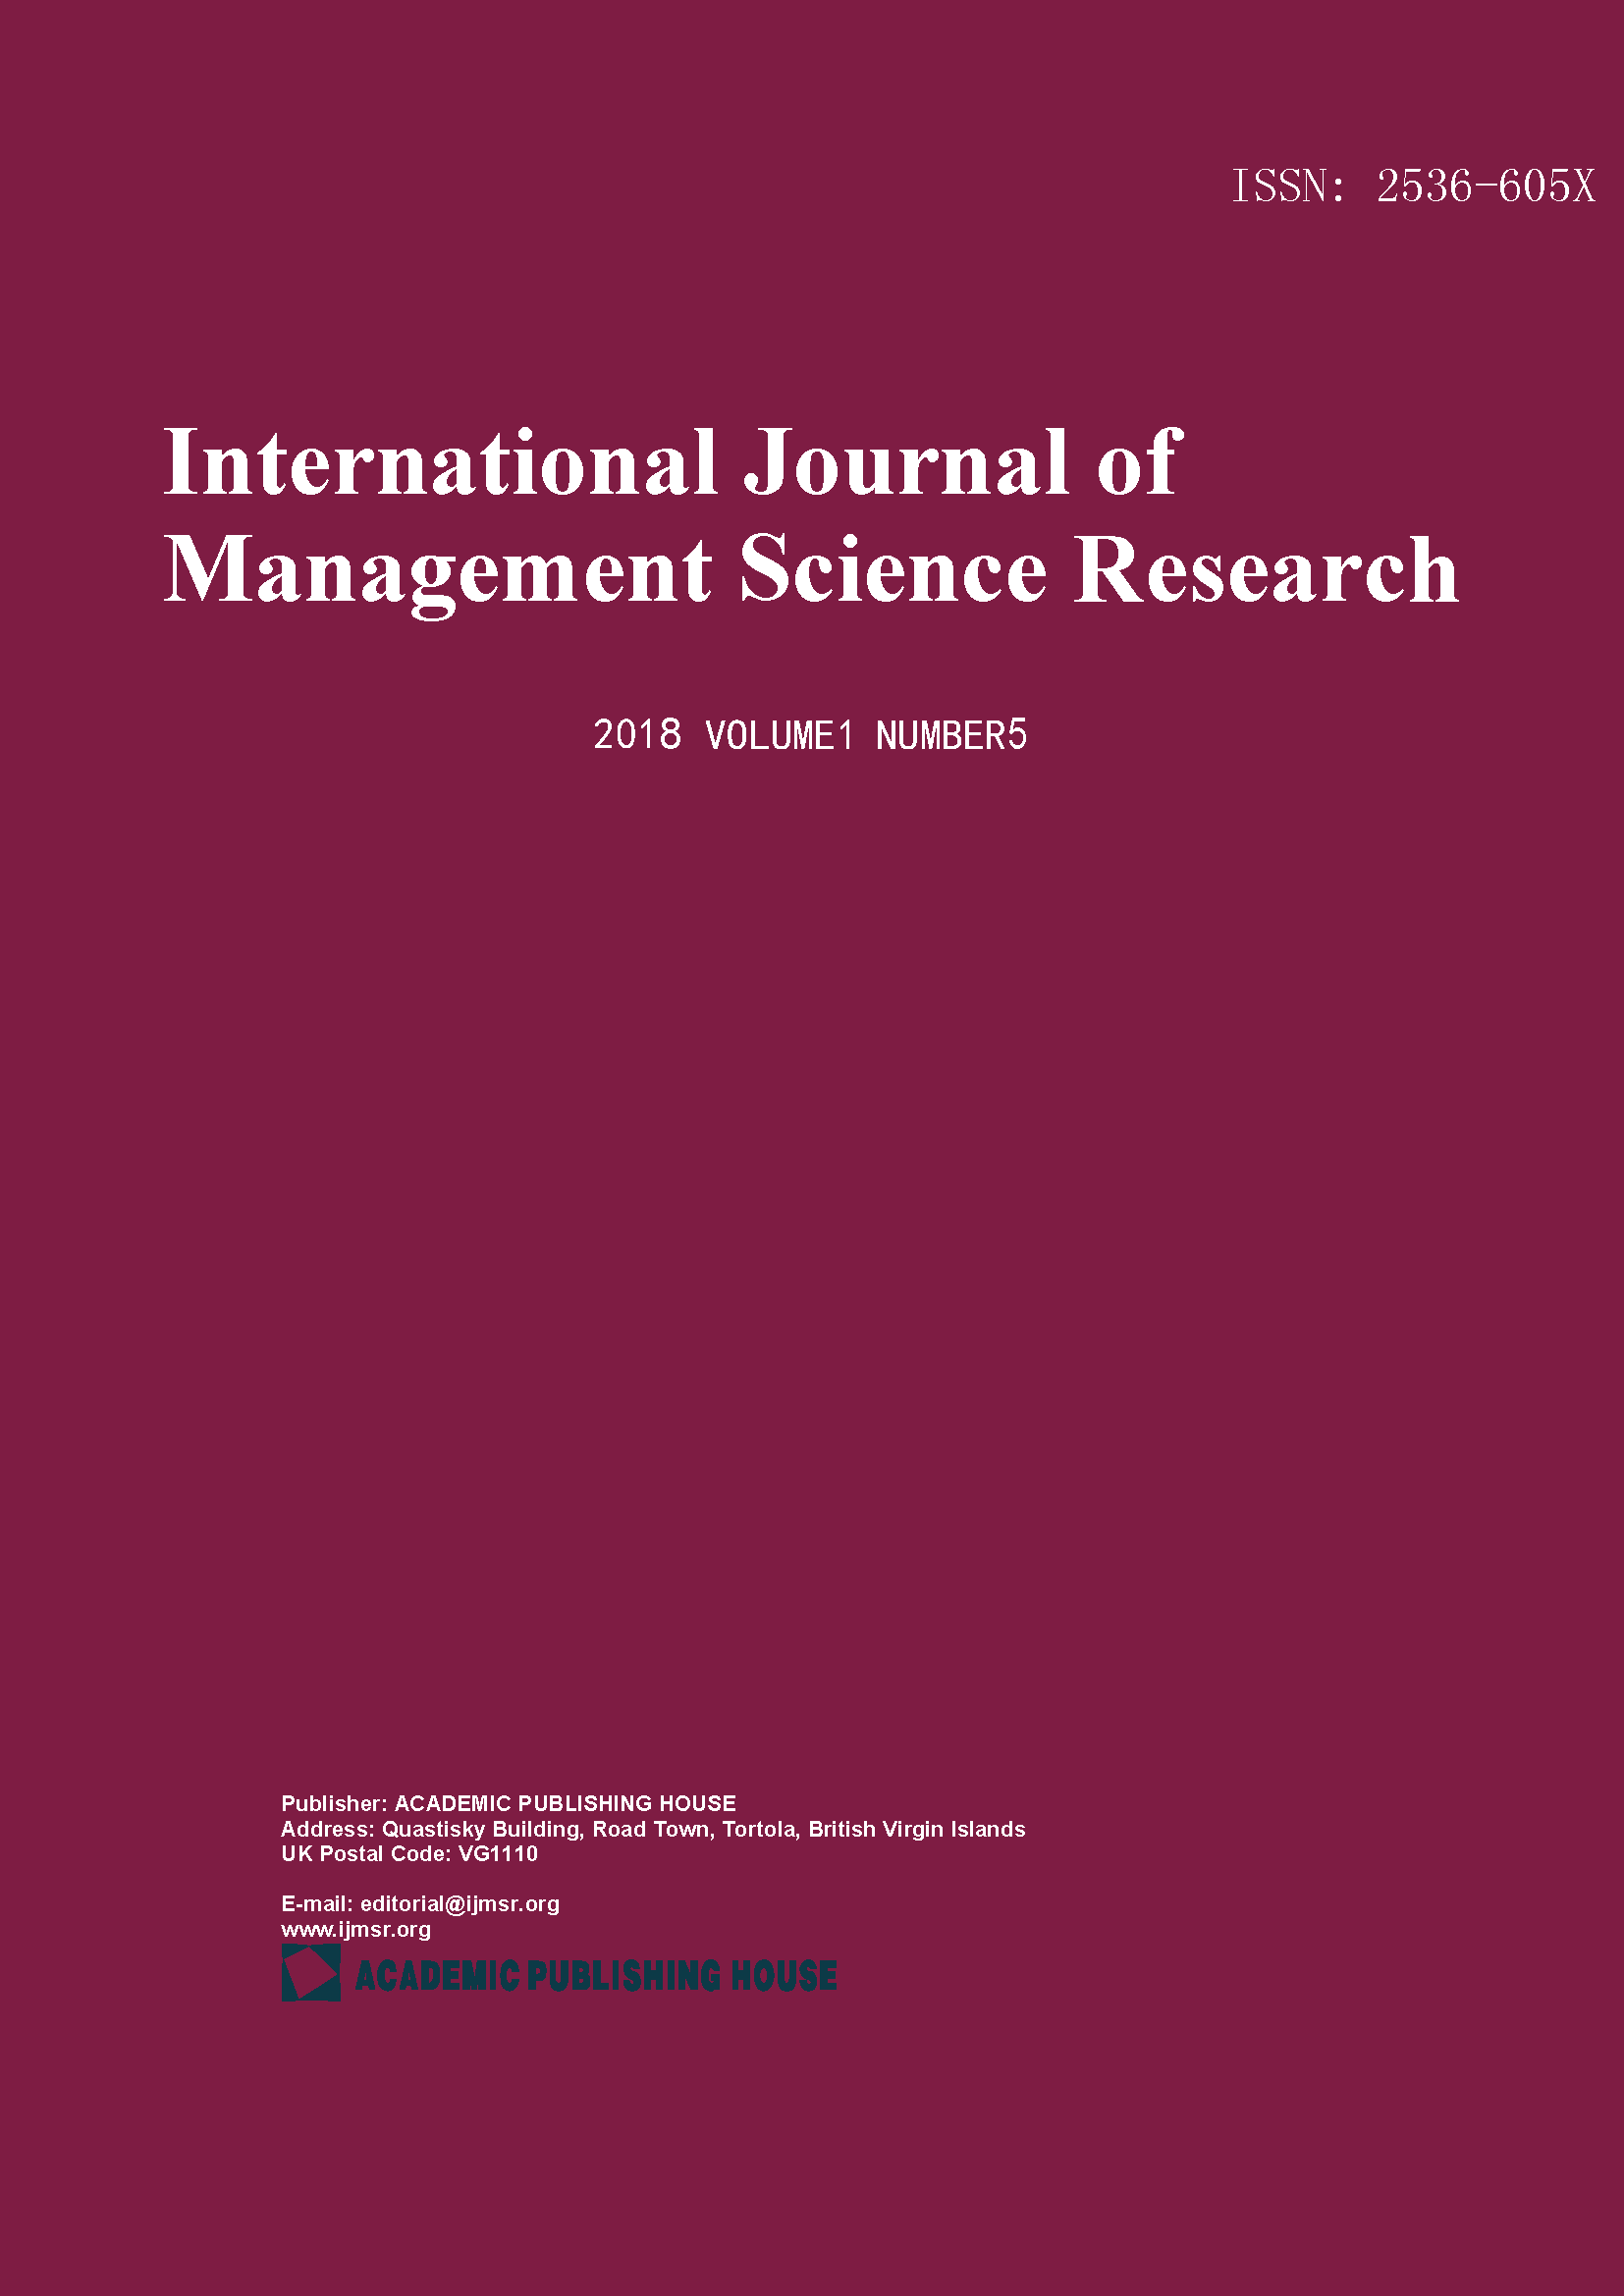 ISSN: 2536-605X
International Journal of
Management Science Research
2018 VOLUME1 NUMBER5
Publisher: ACADEMIC PUBLISHING HOUSE
Address: Quastisky Building, Road Town, Tortola, British Virgin Islands
UK Postal Code: VG1110
E-mail: editorial@ijmsr.org
www.ijmsr.org
ACADEMIC PUBLISHING HOUSE